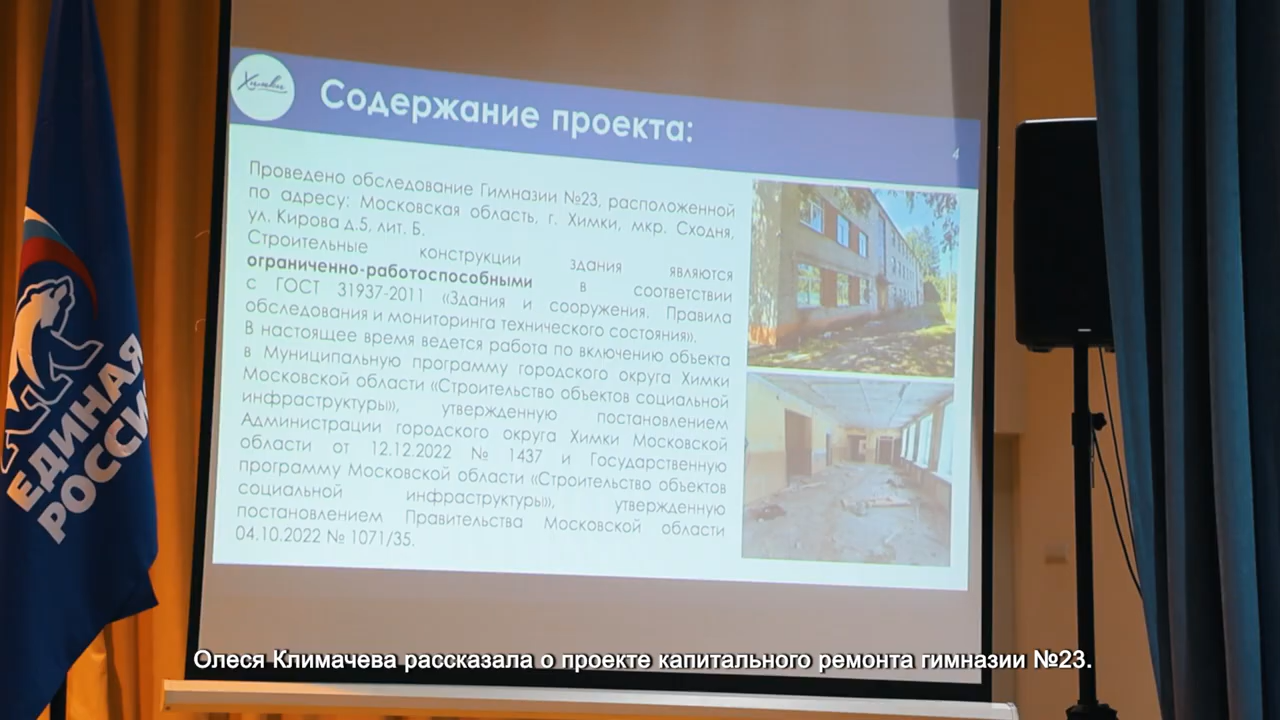 ЕДИНАЯ
РОССИЯ
Химки
Содержание проекта:
4
Проведено обследование Гимназии №23, расположенной
по адресу: Московская область, г. Химки, мкр. Сходня,
ул. Кирова д.5, лит. Б.
Строительные конструкции здания являются
ограниченно-работоспособными в соответствии
с ГОСТ 31937-2011 «Здания и сооружения. Правила
обследования и мониторинга технического состояния».
В настоящее время ведется работа по включению объекта
в Муниципальную программу городского округа Химки
Московской области «Строительство объектов социальной
инфраструктуры», утвержденную постановлением
Администрации городского округа Химки Московской
области от 12.12.2022 № 1437 и Государственную
программу Московской области «Строительство объектов
социальной инфраструктуры», утвержденную
постановлением Правительства Московской области
04.10.2022 № 1071/35.
Олеся Климачева рассказала о проекте капитального ремонта гимназии №23.